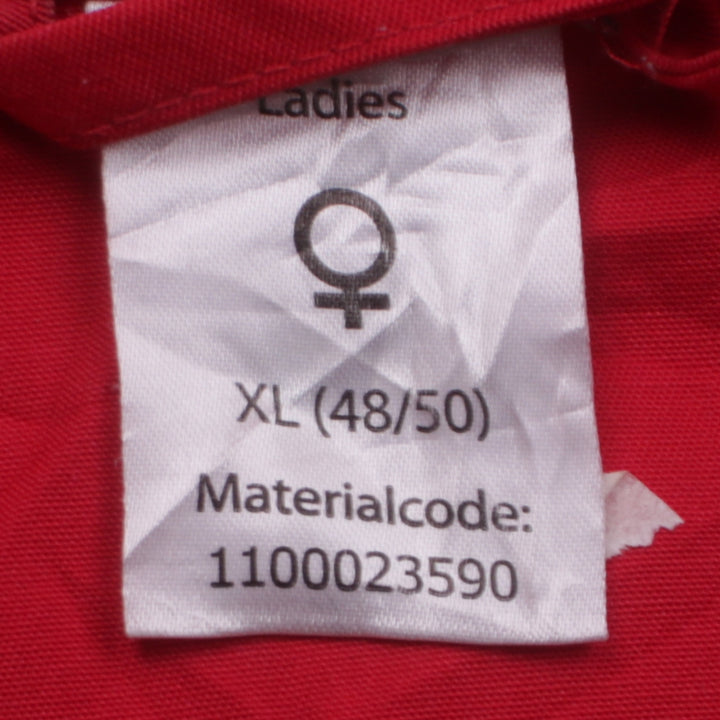 Ladies
XL (48/50)
Materialcode:
1100023590